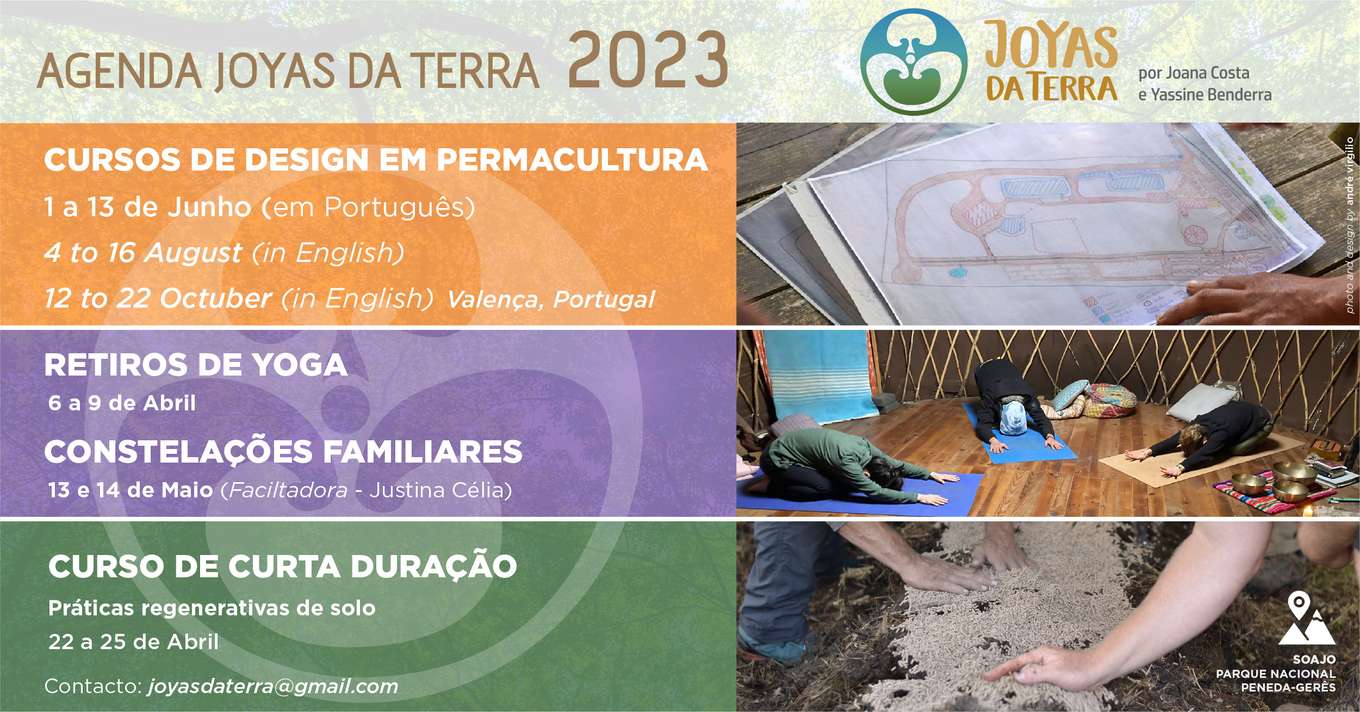 AGENDA JOYAS DA TERRA 2023
JOYAS
DA TERRA
por Joana Costa
e Yassine Benderra
CURSOS DE DESIGN EM PERMACULTURA
1 a 13 de Junho (em Português)
4 to 16 August (in English)
12 to 22 Octuber (in English) Valença, Portugal
photo and design by andré virgílio
RETIROS DE YOGA
6 a 9 de Abril
CONSTELAÇÕES FAMILIARES
13 e 14 de Maio (Faciltadora - Justina Célia)
CURSO DE CURTA DURAÇÃO
Práticas regenerativas de solo
22 a 25 de Abril
Contacto: joyasdaterra@gmail.com
SOAJO
PARQUE NACIONAL
PENEDA-GERÊS